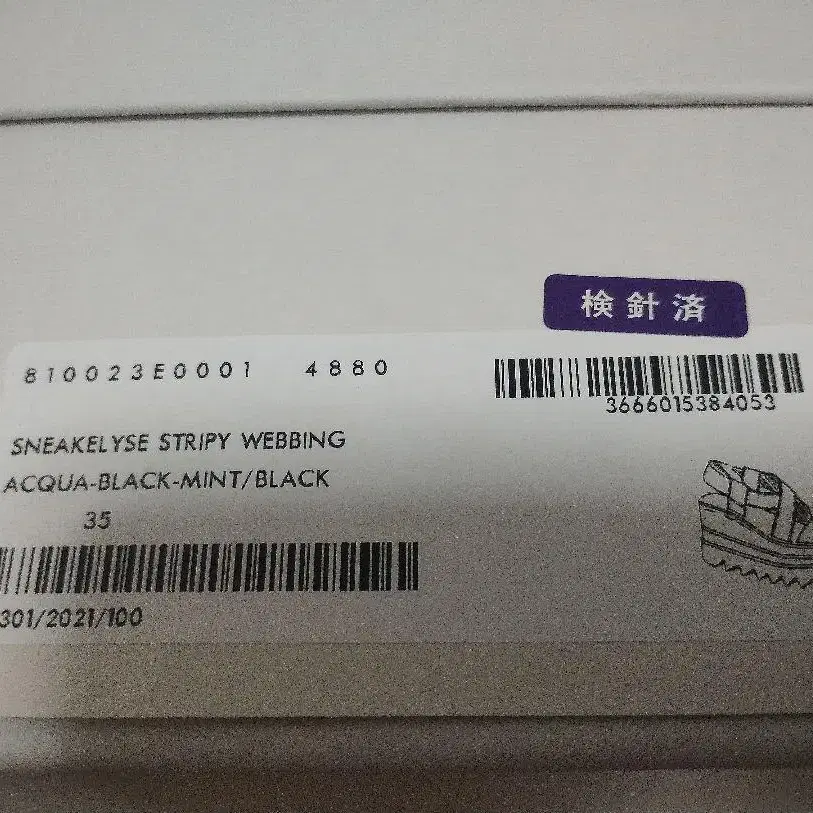 検針済
810023E0001 4880
3666015384053
SNEAKELYSE STRIPY WEBBING
ACQUA-BLACK-MINT/BLACK
35
301/2021/100